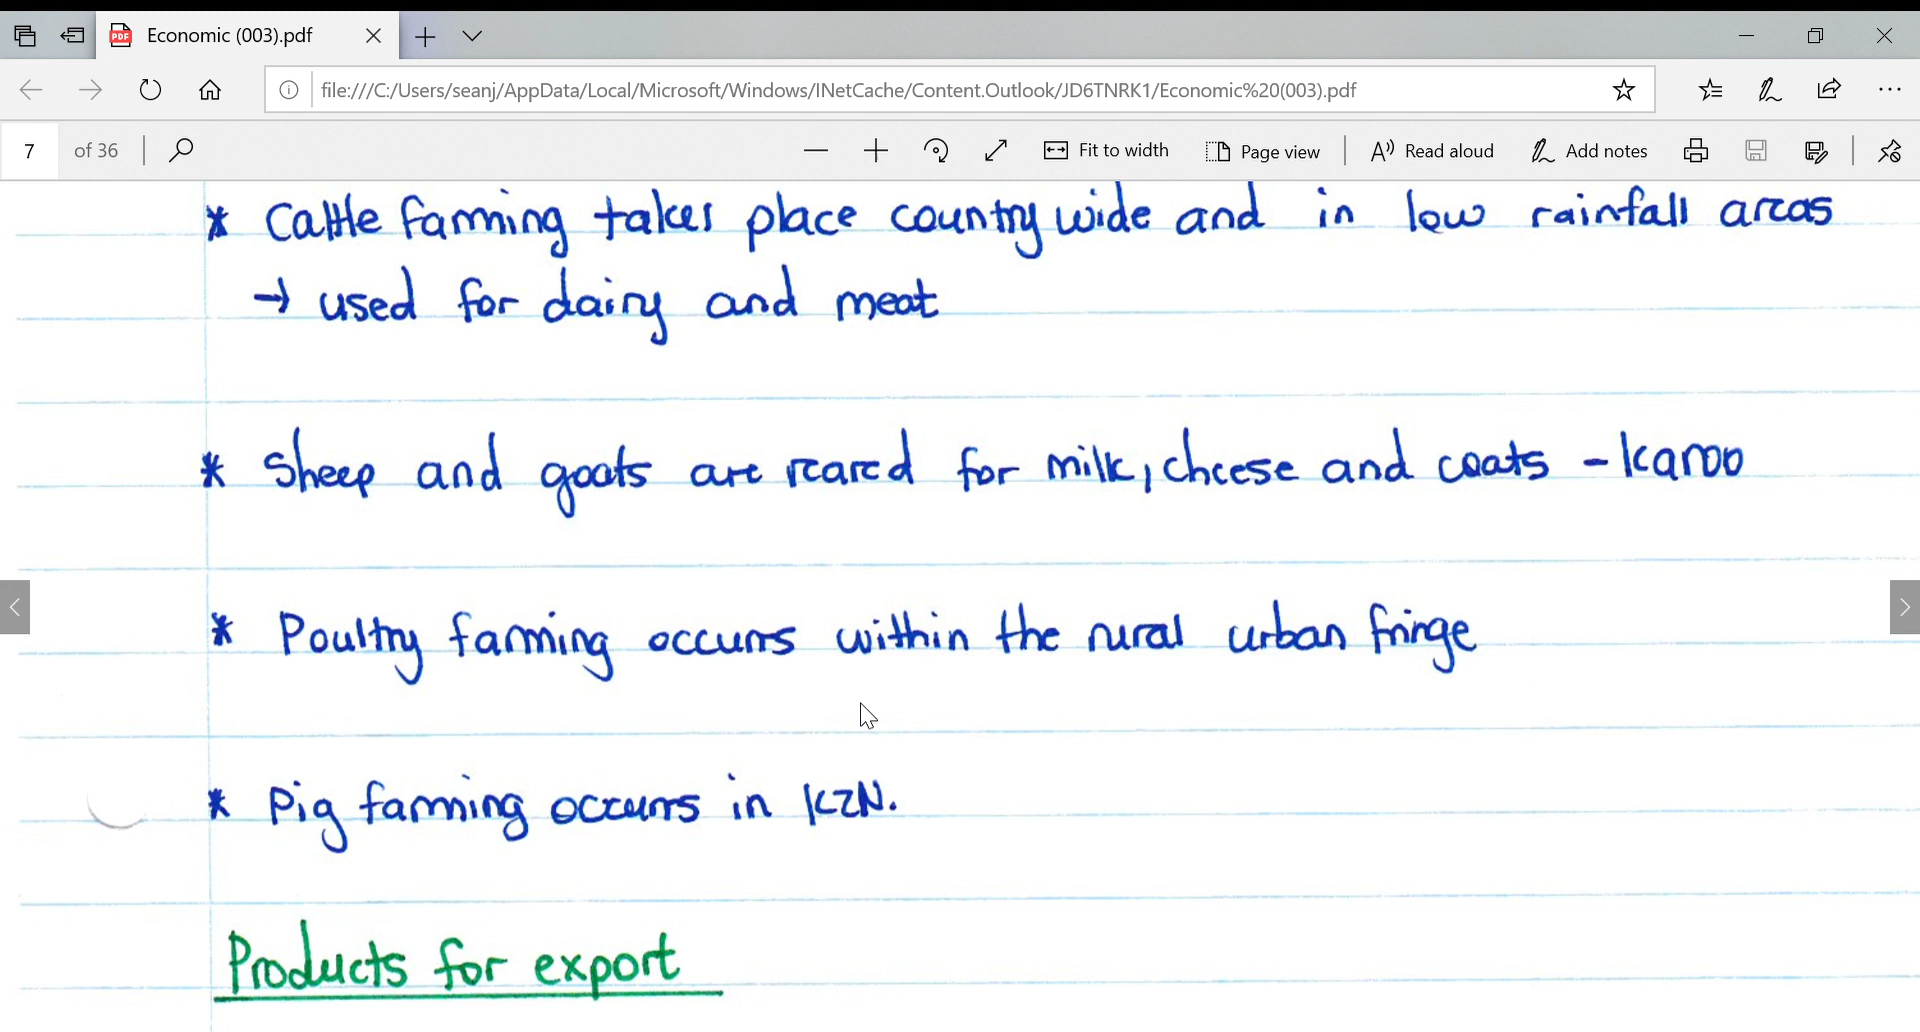 Economic (003).pdf
file:///C:/Users/seanj/AppData/Local/Microsoft/Windows/INetCache/Content.Outlook/JD6TNRK1/Economic%20(003).pdf
7 of 36 Fit to width Page view Read aloud Add notes
* Cattle farming takes place country wide and in low rainfall areas
→ used for dairy and meat
* Sheep and goats are reared for milk, cheese and coats - Karoo
* Poultry farming occurs within the rural urban fringe
* Pig farming occurs in KZN.
Products for export